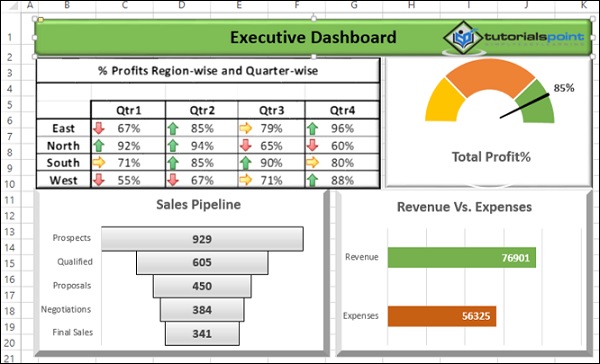 A B C D E F G H I J K
1 Executive Dashboard tutorialspoint
2
3 % Profits Region-wise and Quarter-wise
4
5 Qtr1 Qtr2 Qtr3 Qtr4
6 East 67% 85% 79% 96%
7 North 92% 94% 65% 60%
8 South 71% 85% 90% 80%
10 West 55% 67% 71% 88%
85%
Total Profit%
9
11
12 Sales Pipeline Revenue Vs. Expenses
13
14 Prospects 929
15 Qualified 605 Revenue 76901
16
17 Proposals 450
18 Negotiations 384 Expenses 56325
19
20 Final Sales 341
21